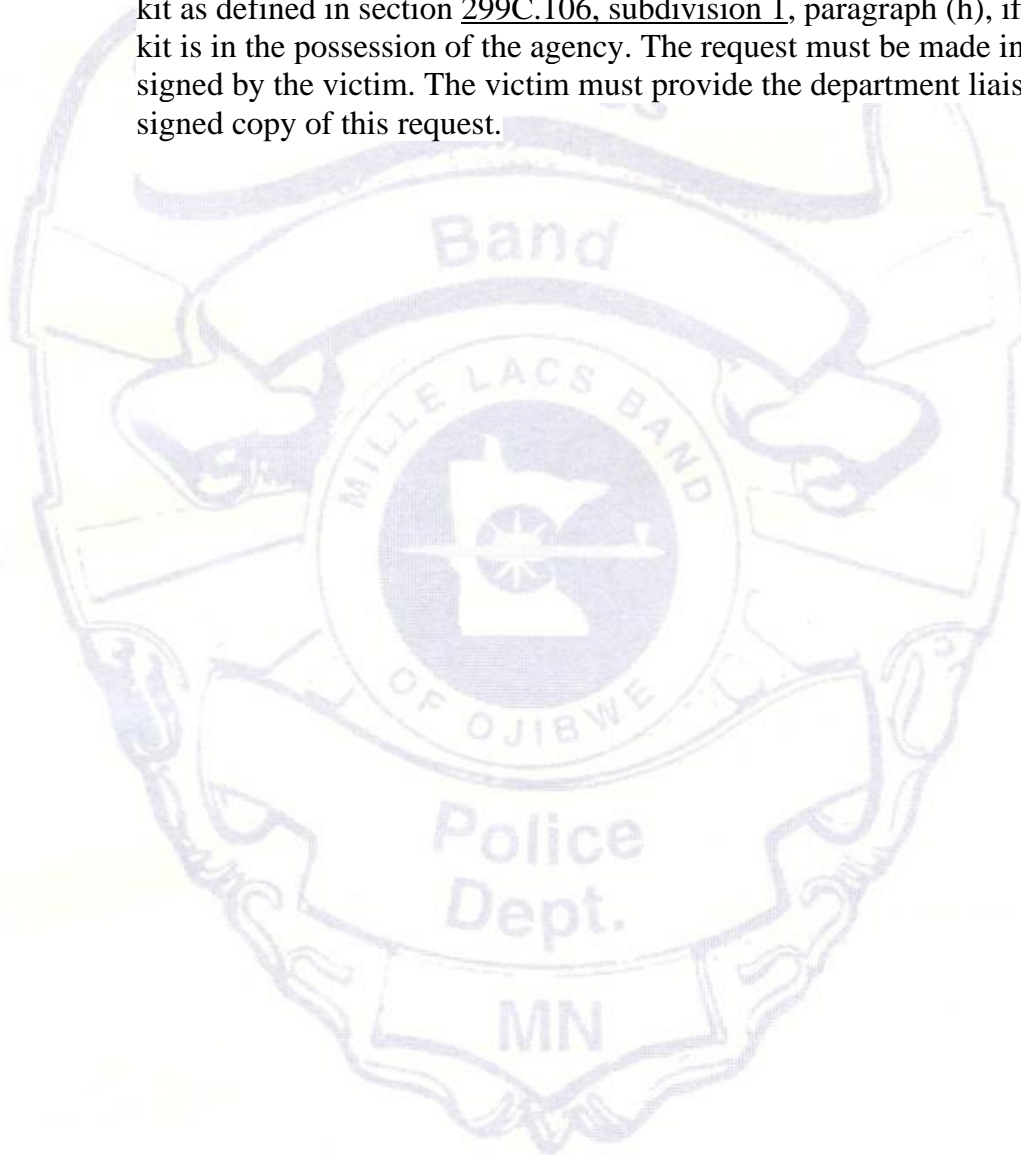 kit as defined in section 299C.106, subdivision 1, paragraph (h), if
kit is in the possession of the agency. The request must be made in
signed by the victim. The victim must provide the department liais
signed copy of this request.
Band
MILLE LACS BAND
OF OJIBWE
Police
Dept.
MN